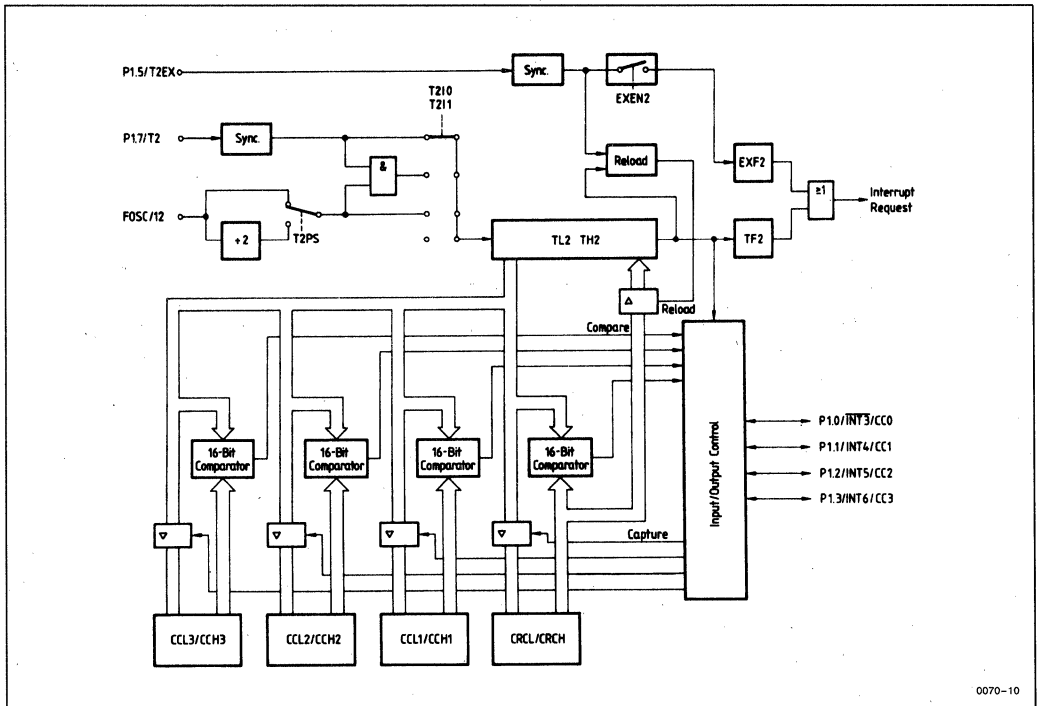 P1.5/T2EX
Sync.
EXEN2
T2I0
T2I1
P1.7/T2
Sync.
&
Reload
EXF2
≥1
Interrupt
Request
FOSC/12
÷2
T2PS
TL2 TH2
TF2
Reload
Compare
16-Bit
Comparator
16-Bit
Comparator
16-Bit
Comparator
16-Bit
Comparator
Input/Output Control
P1.0/INT3/CC0
P1.1/INT4/CC1
P1.2/INT5/CC2
P1.3/INT6/CC3
Capture
CCL3/CCH3
CCL2/CCH2
CCL1/CCH1
CRCL/CRCH
0070-10